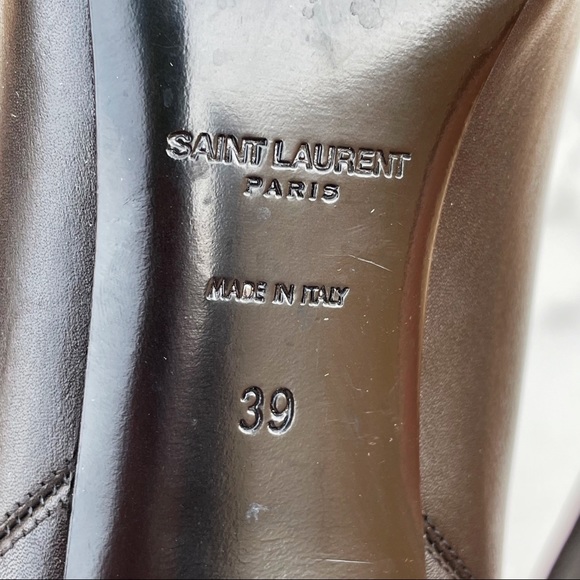 SAINT LAURENT
PARIS
MADE IN ITALY
39